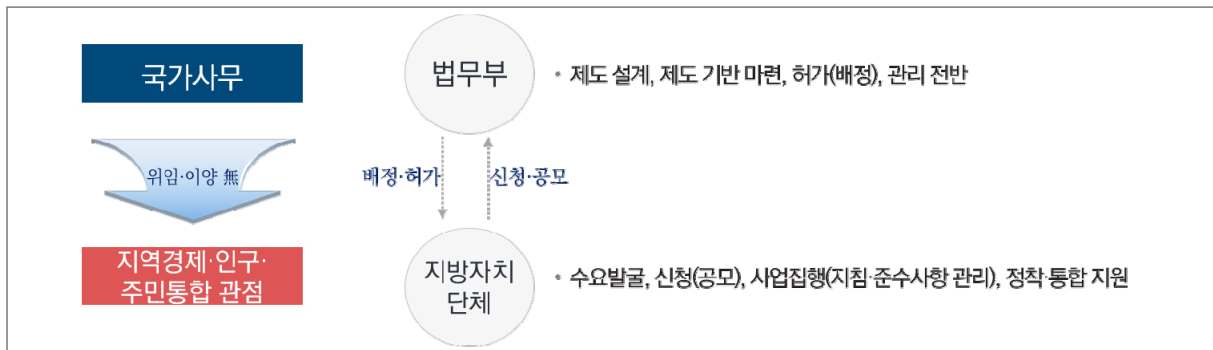 국가사무
법무부
• 제도 설계, 제도 기반 마련, 허가(배정), 관리 전반
위임·이양 無
배정·허가
신청·공모
지역경제·인구·
주민통합 관점
지방자치
단체
• 수요발굴, 신청(공모), 사업집행(지침·준수사항 관리), 정착·통합 지원